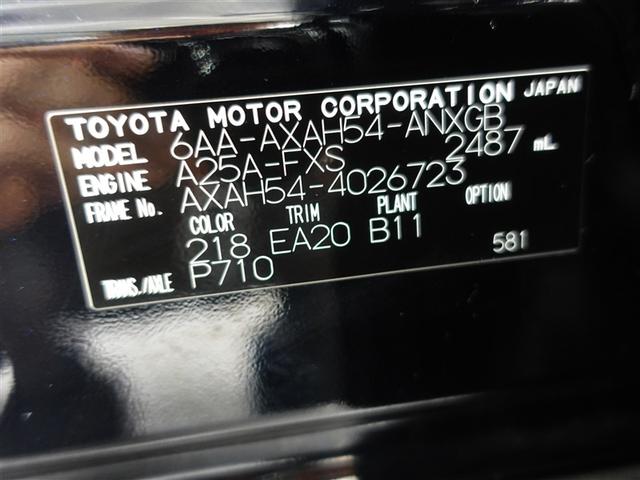 TOYOTA MOTOR CORPORATION JAPAN
MODEL 6AA-AXAH54-ANXGB
ENGINE A25A-FXS 2487 mL
FRAME No. AXAH54-4026723
COLOR TRIM PLANT OPTION
218 EA20 B11 581
TRANS./AXLE P710